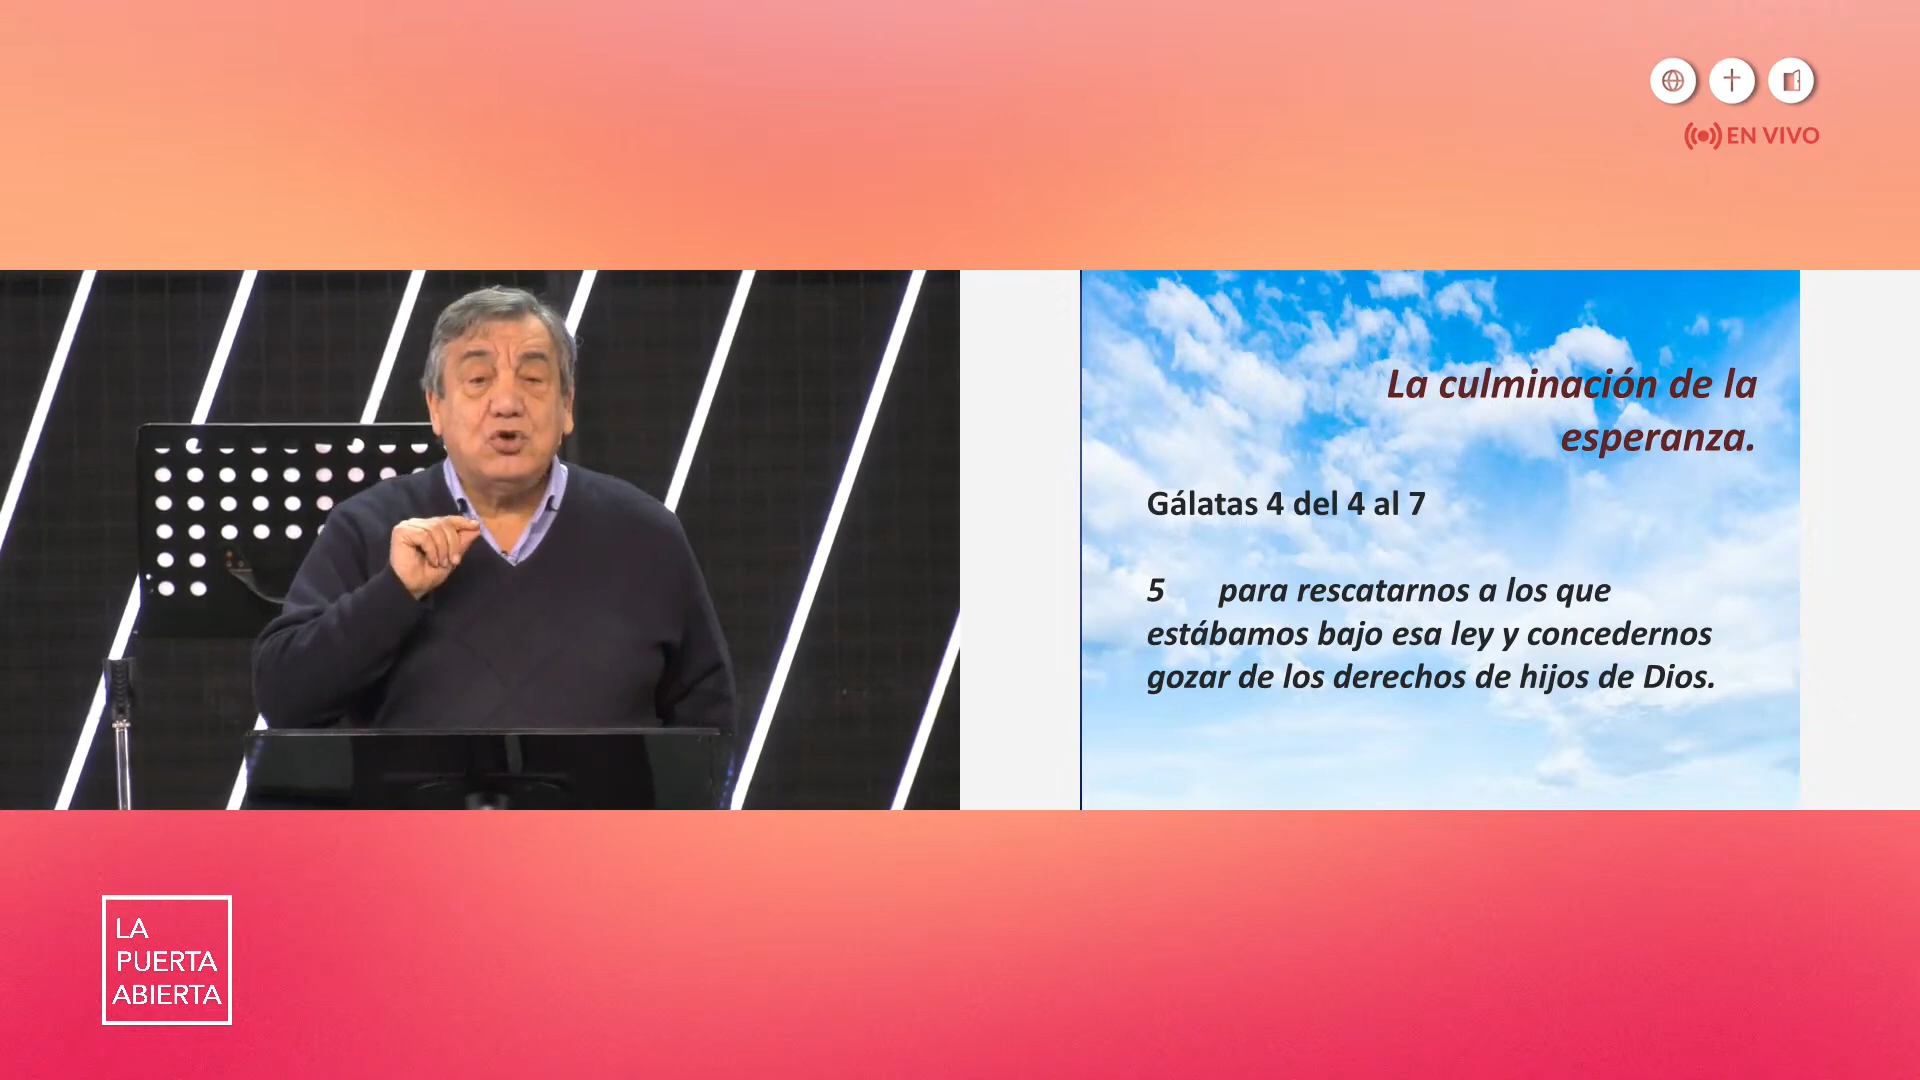 EN VIVO
La culminación de la
esperanza.
Gálatas 4 del 4 al 7
5 para rescatarnos a los que
estábamos bajo esa ley y concedernos
gozar de los derechos de hijos de Dios.
LA
PUERTA
ABIERTA